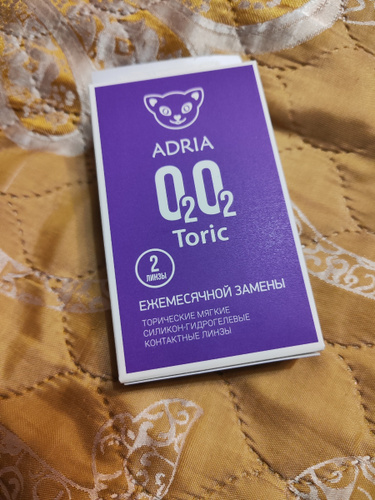 ADRIA
O2O2
Toric
2
ЛИНЗЫ
ЕЖЕМЕСЯЧНОЙ ЗАМЕНЫ
ТОРИЧЕСКИЕ МЯГКИЕ
СИЛИКОН-ГИДРОГЕЛЕВЫЕ
КОНТАКТНЫЕ ЛИНЗЫ